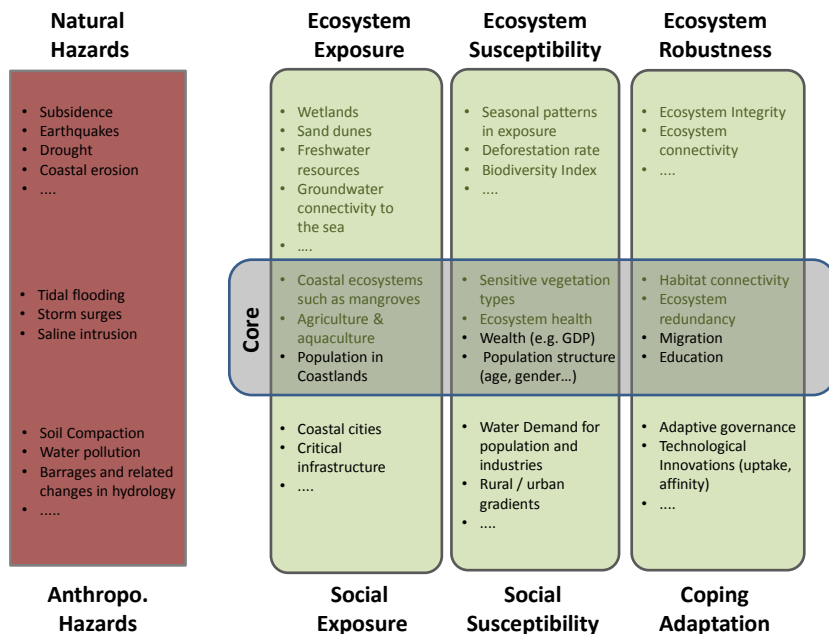 Natural
Hazards
• Subsidence
• Earthquakes
• Drought
• Coastal erosion
• ....
• Tidal flooding
• Storm surges
• Saline intrusion
• Soil Compaction
• Water pollution
• Barrages and related
changes in hydrology
• .....
Anthropo.
Hazards
Ecosystem
Exposure
• Wetlands
• Sand dunes
• Freshwater
resources
• Groundwater
connectivity to
the sea
• ....
Core
• Coastal ecosystems
such as mangroves
• Agriculture &
aquaculture
• Population in
Coastlands
• Coastal cities
• Critical
infrastructure
• ....
Social
Exposure
Ecosystem
Susceptibility
• Seasonal patterns
in exposure
• Deforestation rate
• Biodiversity Index
• ....
• Sensitive vegetation
types
• Ecosystem health
• Wealth (e.g. GDP)
• Population structure
(age, gender...)
• Water Demand for
population and
industries
• Rural / urban
gradients
• ....
Social
Susceptibility
Ecosystem
Robustness
• Ecosystem Integrity
• Ecosystem
connectivity
• ....
• Habitat connectivity
• Ecosystem
redundancy
• Migration
• Education
• Adaptive governance
• Technological
Innovations (uptake,
affinity)
• ....
Coping
Adaptation